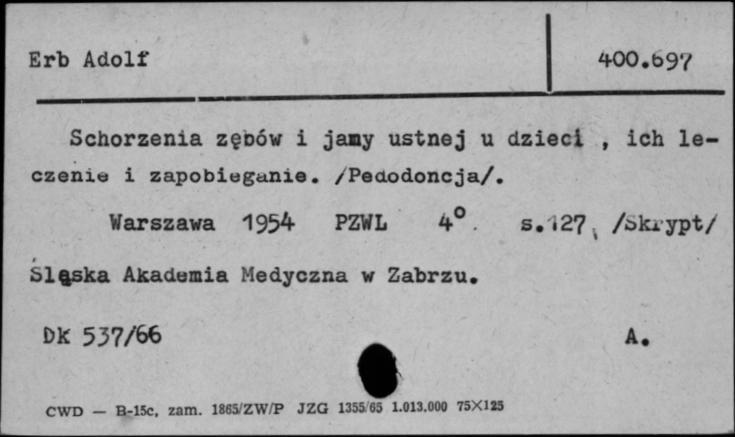 Erb Adolf 400.697
Schorzenia zębów i jamy ustnej u dzieci , ich le-
czenie i zapobieganie. /Pedodoncja/.
Warszawa 1954 PZWL 4° s.127, /Skrypt/
Śląska Akademia Medyczna w Zabrzu.
Dk 537/66 A.
CWD — B-15c, zam. 1865/ZW/P JZG 1355/65 1.013.000 75X125